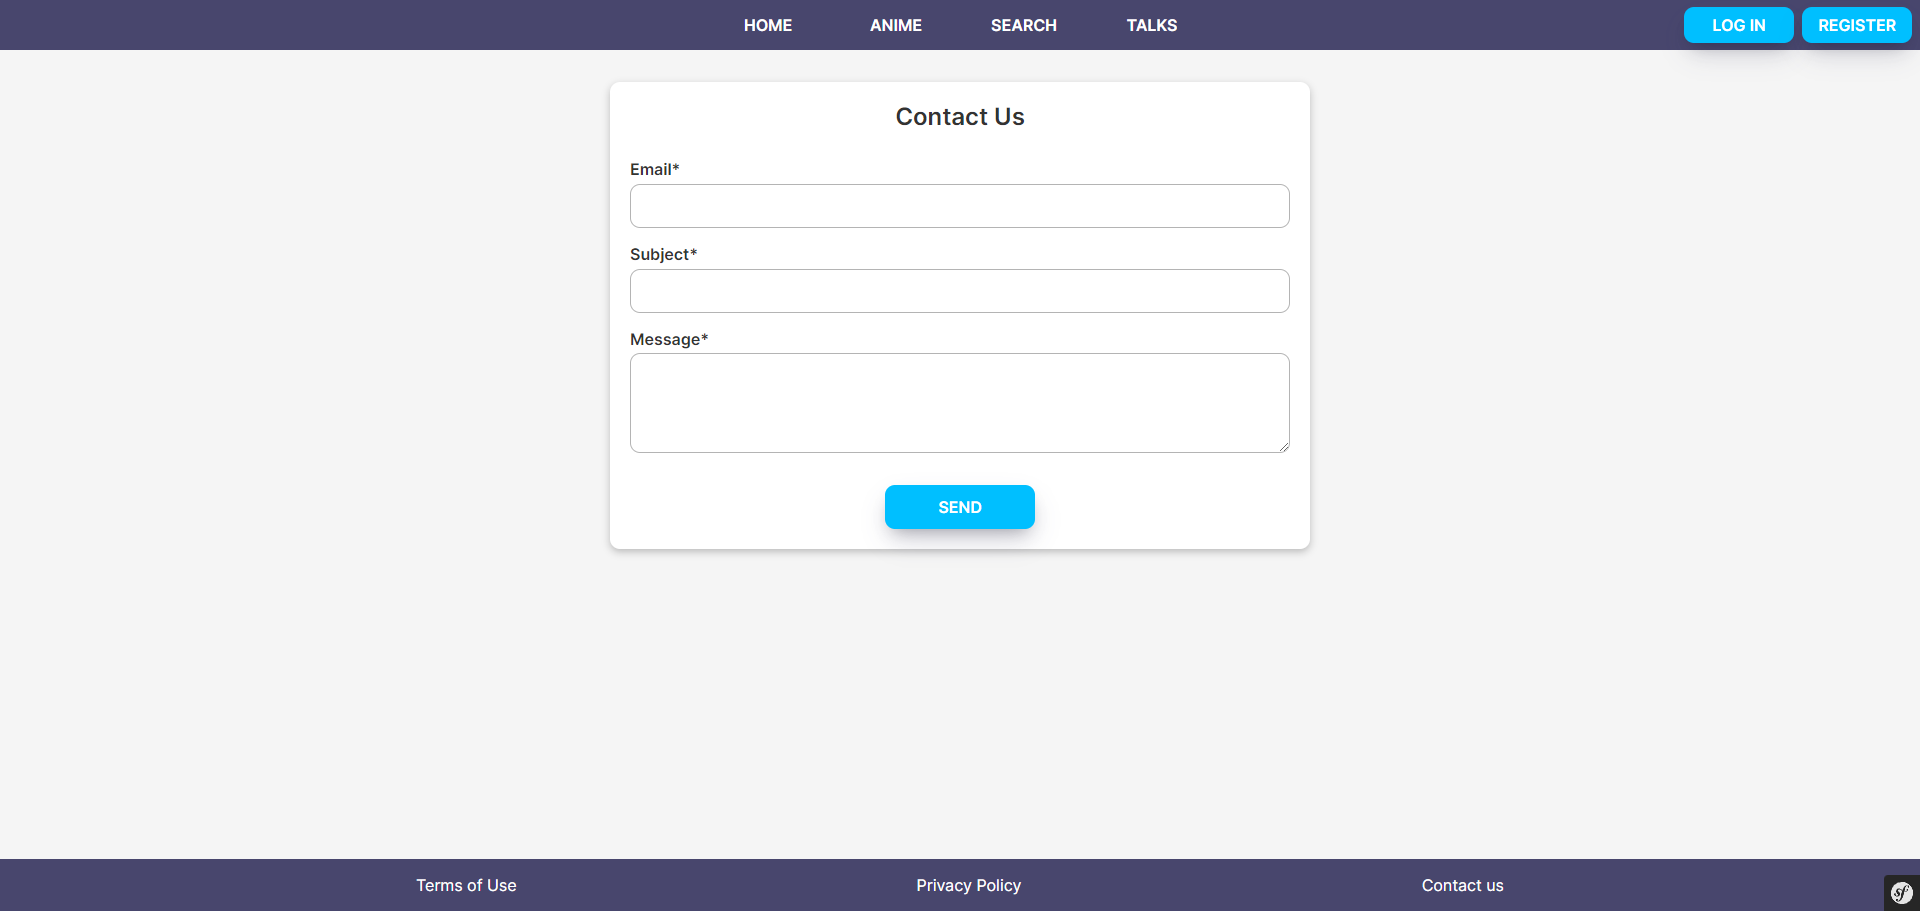 HOME ANIME SEARCH TALKS LOG IN REGISTER
Contact Us
Email*
Subject*
Message*
SEND
Terms of Use Privacy Policy Contact us
sf